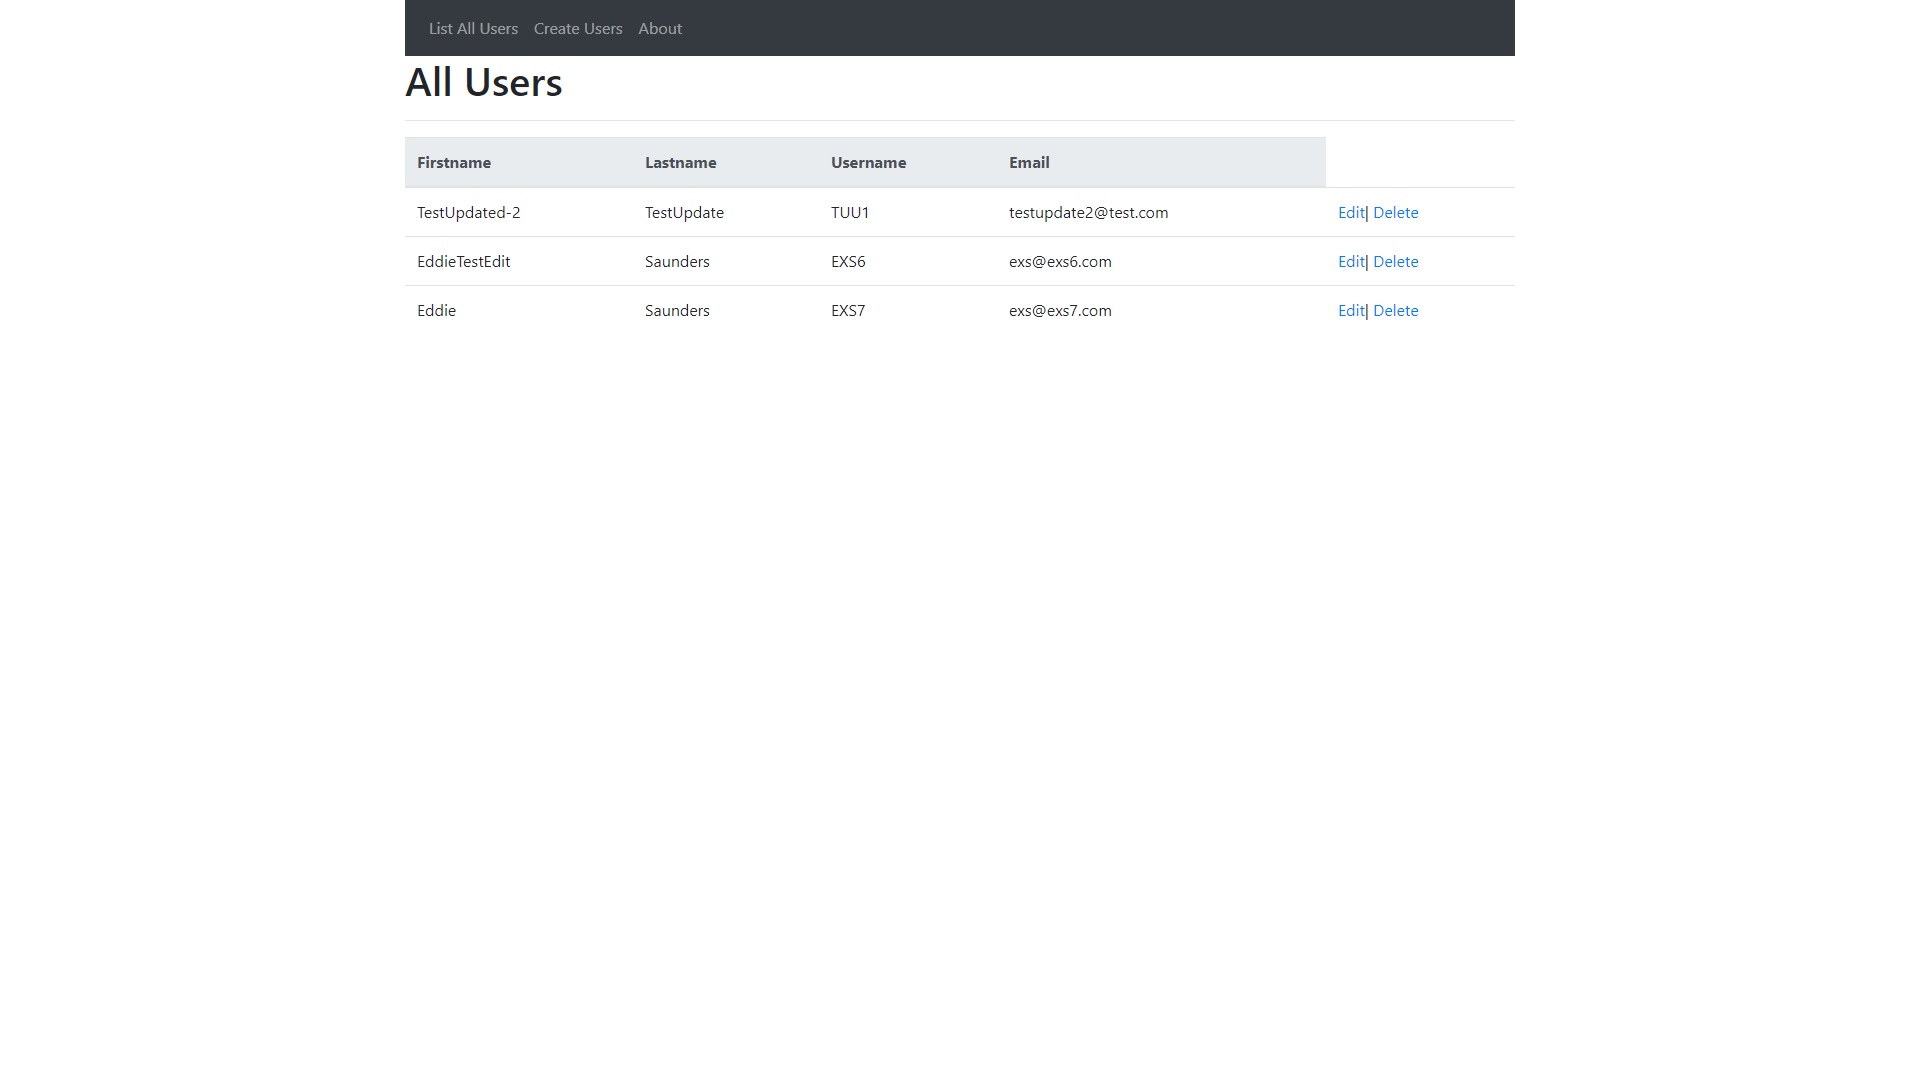 List All Users Create Users About
All Users
Firstname Lastname Username Email
TestUpdated-2 TestUpdate TUU1 testupdate2@test.com Edit| Delete
EddieTestEdit Saunders EXS6 exs@exs6.com Edit| Delete
Eddie Saunders EXS7 exs@exs7.com Edit| Delete